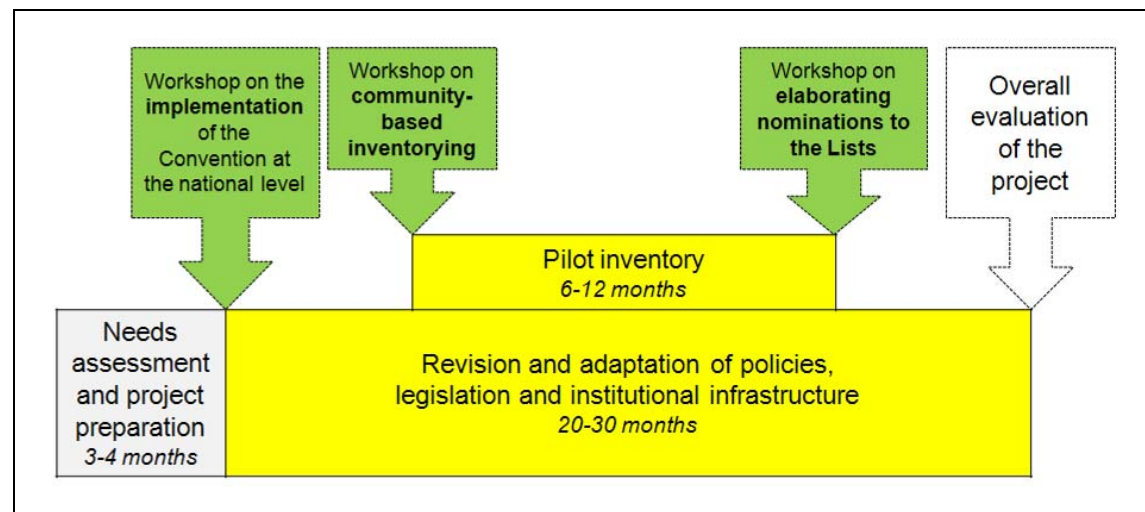 Workshop on the
implementation
of the
Convention at
the national level
Workshop on
community-
based
inventorying
Workshop on
elaborating
nominations to
the Lists
Overall
evaluation
of the
project
Pilot inventory
6-12 months
Needs
assessment
and project
preparation
3-4 months
Revision and adaptation of policies,
legislation and institutional infrastructure
20-30 months